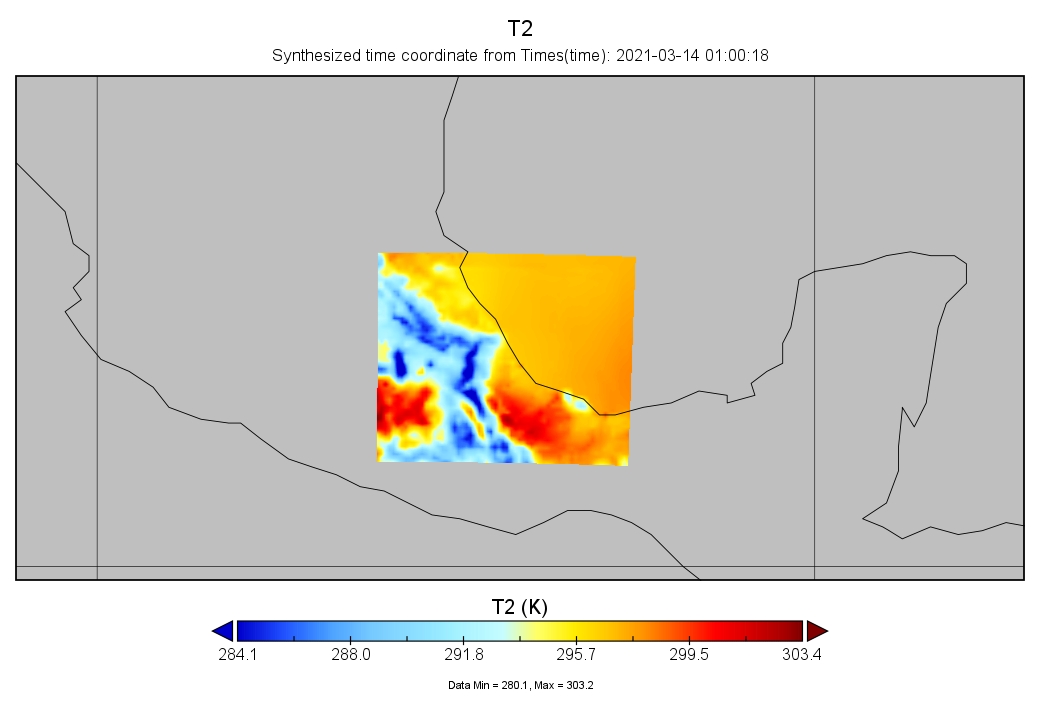 T2
Synthesized time coordinate from Times(time): 2021-03-14 01:00:18
T2 (K)
284.1 288.0 291.8 295.7 299.5 303.4
Data Min = 280.1, Max = 303.2